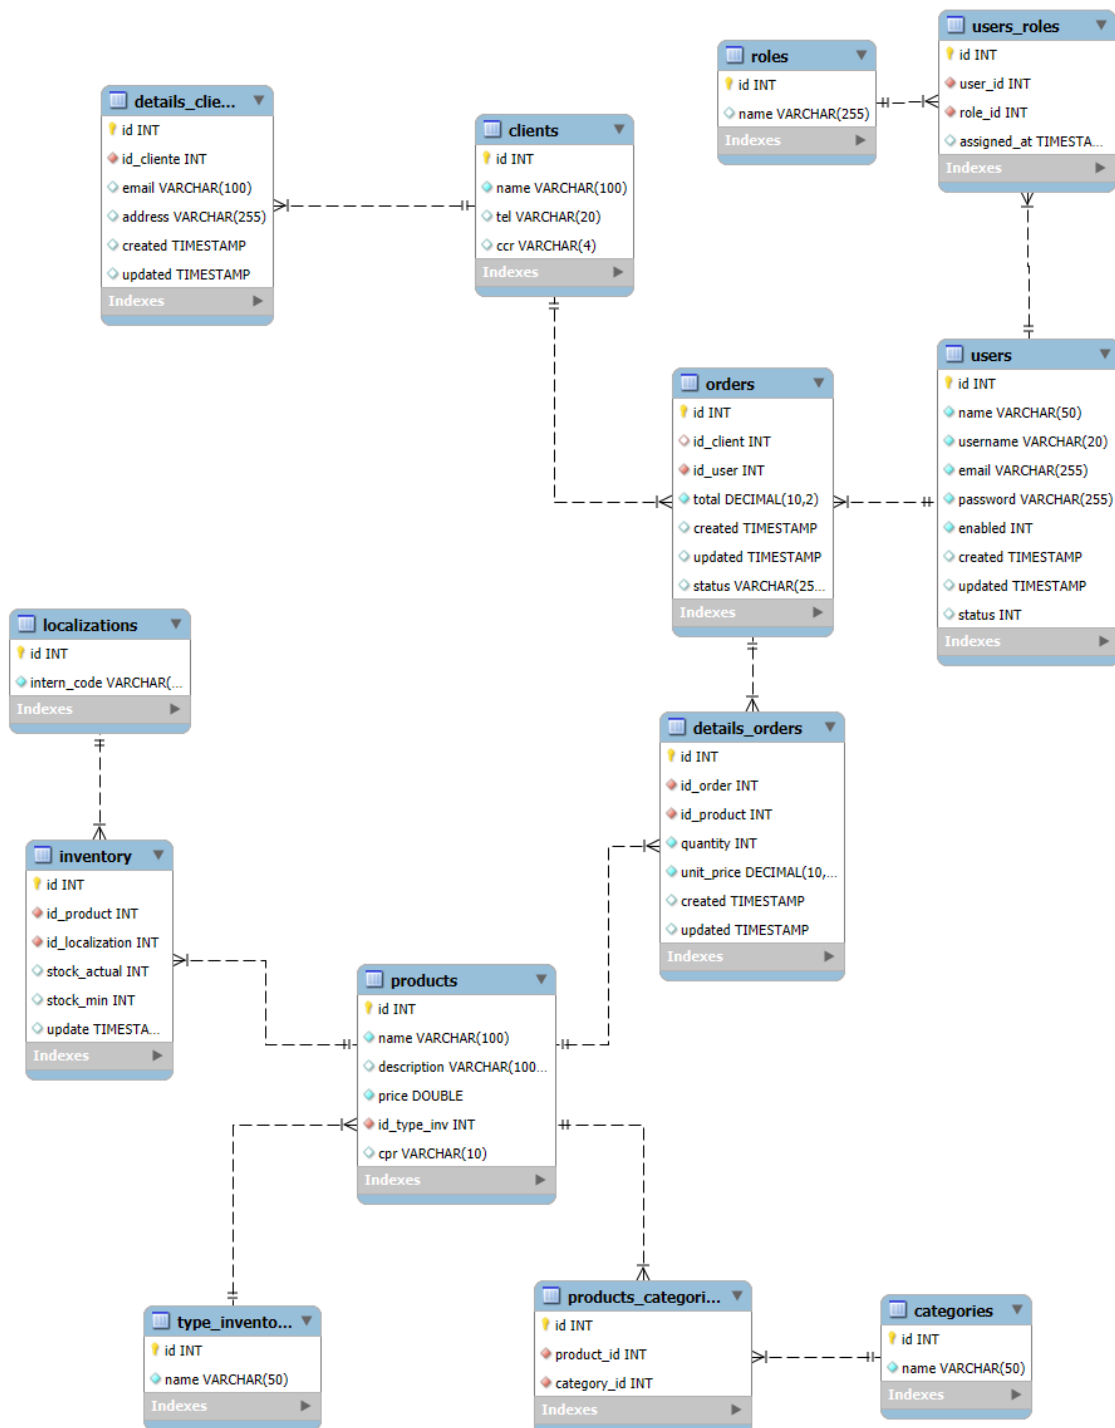 users_roles
id INT
user_id INT
role_id INT
assigned_at TIMESTA...
Indexes
roles
id INT
name VARCHAR(255)
Indexes
details_clie...
id INT
id_cliente INT
email VARCHAR(100)
address VARCHAR(255)
created TIMESTAMP
updated TIMESTAMP
Indexes
clients
id INT
name VARCHAR(100)
tel VARCHAR(20)
ccr VARCHAR(4)
Indexes
users
id INT
name VARCHAR(50)
username VARCHAR(20)
email VARCHAR(255)
password VARCHAR(255)
enabled INT
created TIMESTAMP
updated TIMESTAMP
status INT
Indexes
orders
id INT
id_client INT
id_user INT
total DECIMAL(10,2)
created TIMESTAMP
updated TIMESTAMP
status VARCHAR(25...
Indexes
localizations
id INT
intern_code VARCHAR(...
Indexes
details_orders
id INT
id_order INT
id_product INT
quantity INT
unit_price DECIMAL(10,...
created TIMESTAMP
updated TIMESTAMP
Indexes
inventory
id INT
id_product INT
id_localization INT
stock_actual INT
stock_min INT
update TIMESTA...
Indexes
products
id INT
name VARCHAR(100)
description VARCHAR(100...
price DOUBLE
id_type_inv INT
cpr VARCHAR(10)
Indexes
type_invento...
id INT
name VARCHAR(50)
Indexes
products_categori...
id INT
product_id INT
category_id INT
Indexes
categories
id INT
name VARCHAR(50)
Indexes